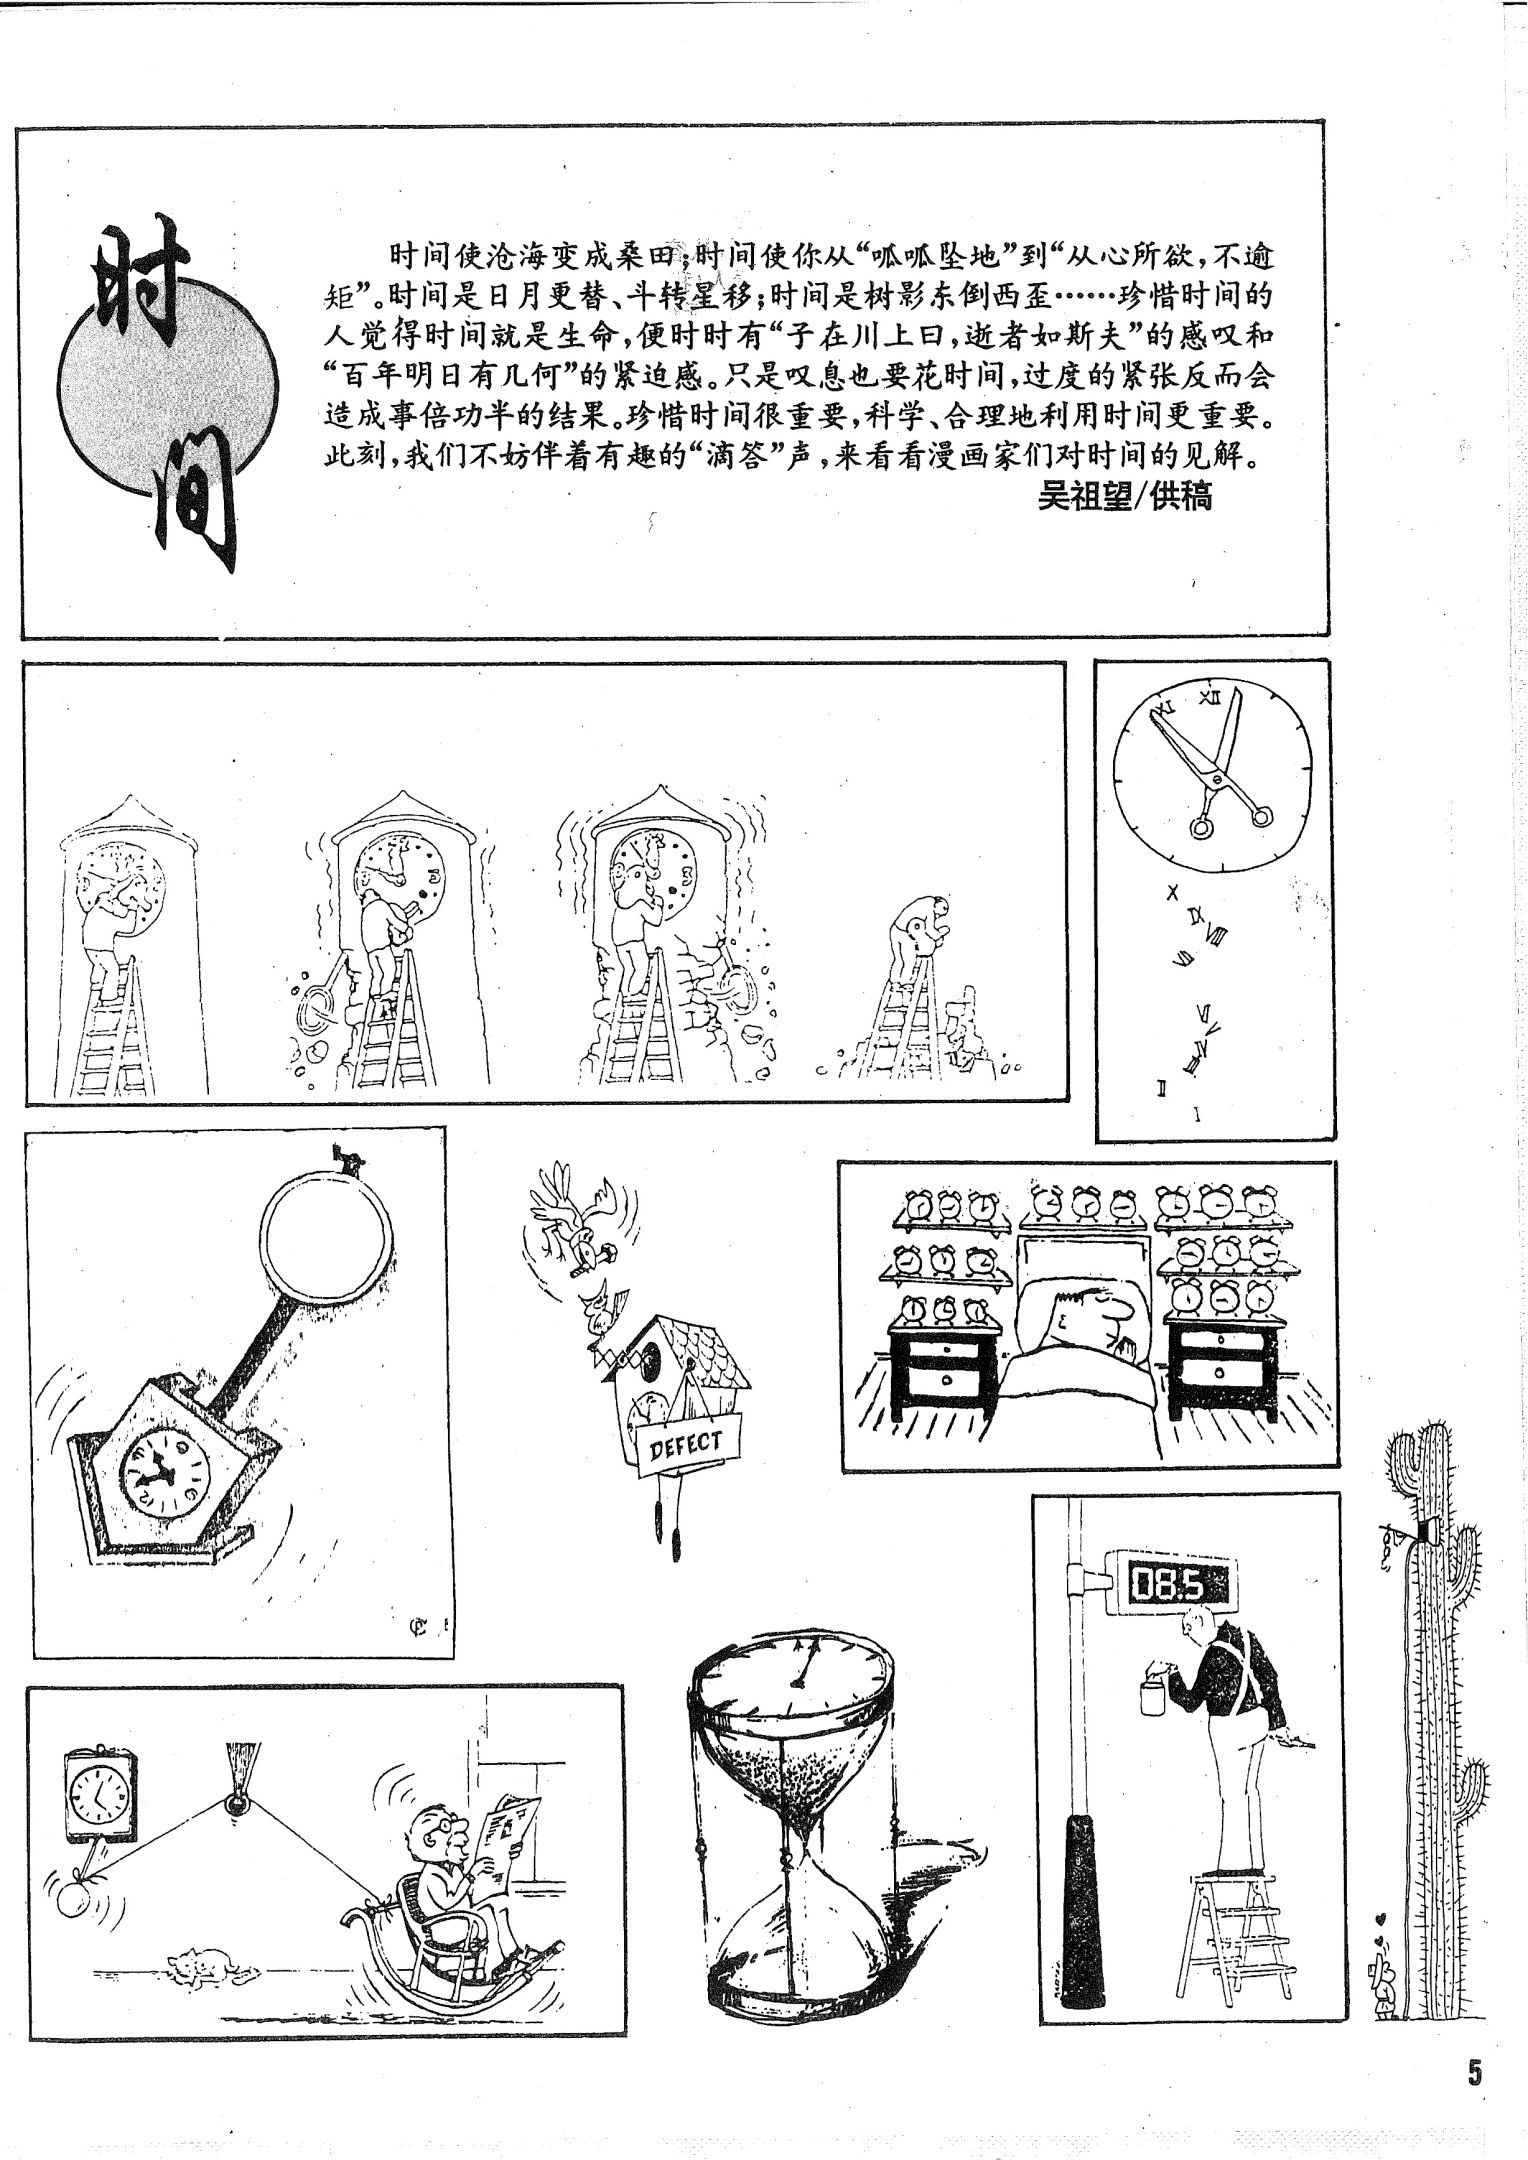 时间
时间使沧海变成桑田;时间使你从“呱呱坠地”到“从心所欲,不逾
矩”。时间是日月更替、斗转星移;时间是树影东倒西歪……珍惜时间的
人觉得时间就是生命,便时时有“子在川上曰,逝者如斯夫”的感叹和
“百年明日有几何”的紧迫感。只是叹息也要花时间,过度的紧张反而会
造成事倍功半的结果。珍惜时间很重要,科学、合理地利用时间更重要。
此刻,我们不妨伴着有趣的“滴答”声,来看看漫画家们对时间的见解。
吴祖望/供稿
XI XII
X
IX
VIII
VII
VI
V
II
I
DEFECT
08.5
5